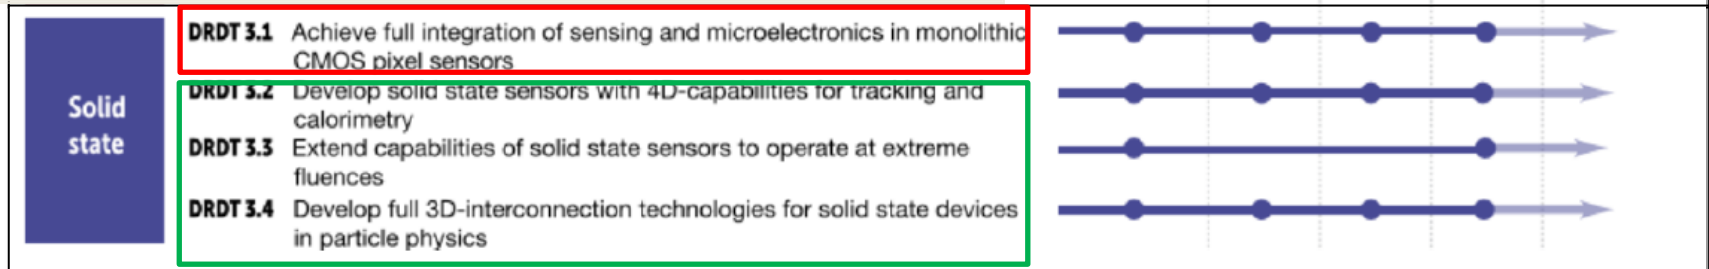 Solid
state
DRDT 3.1 Achieve full integration of sensing and microelectronics in monolithic
CMOS pixel sensors
DRDT 3.2 Develop solid state sensors with 4D-capabilities for tracking and
calorimetry
DRDT 3.3 Extend capabilities of solid state sensors to operate at extreme
fluences
DRDT 3.4 Develop full 3D-interconnection technologies for solid state devices
in particle physics